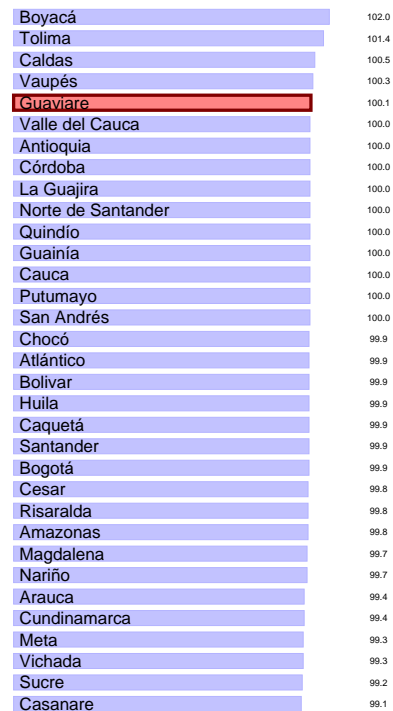 Boyacá 102.0
Tolima 101.4
Caldas 100.5
Vaupés 100.3
Guaviare 100.1
Valle del Cauca 100.0
Antioquia 100.0
Córdoba 100.0
La Guajira 100.0
Norte de Santander 100.0
Quindío 100.0
Guainía 100.0
Cauca 100.0
Putumayo 100.0
San Andrés 100.0
Chocó 99.9
Atlántico 99.9
Bolivar 99.9
Huila 99.9
Caquetá 99.9
Santander 99.9
Bogotá 99.9
Cesar 99.8
Risaralda 99.8
Amazonas 99.8
Magdalena 99.7
Nariño 99.7
Arauca 99.4
Cundinamarca 99.4
Meta 99.3
Vichada 99.3
Sucre 99.2
Casanare 99.1